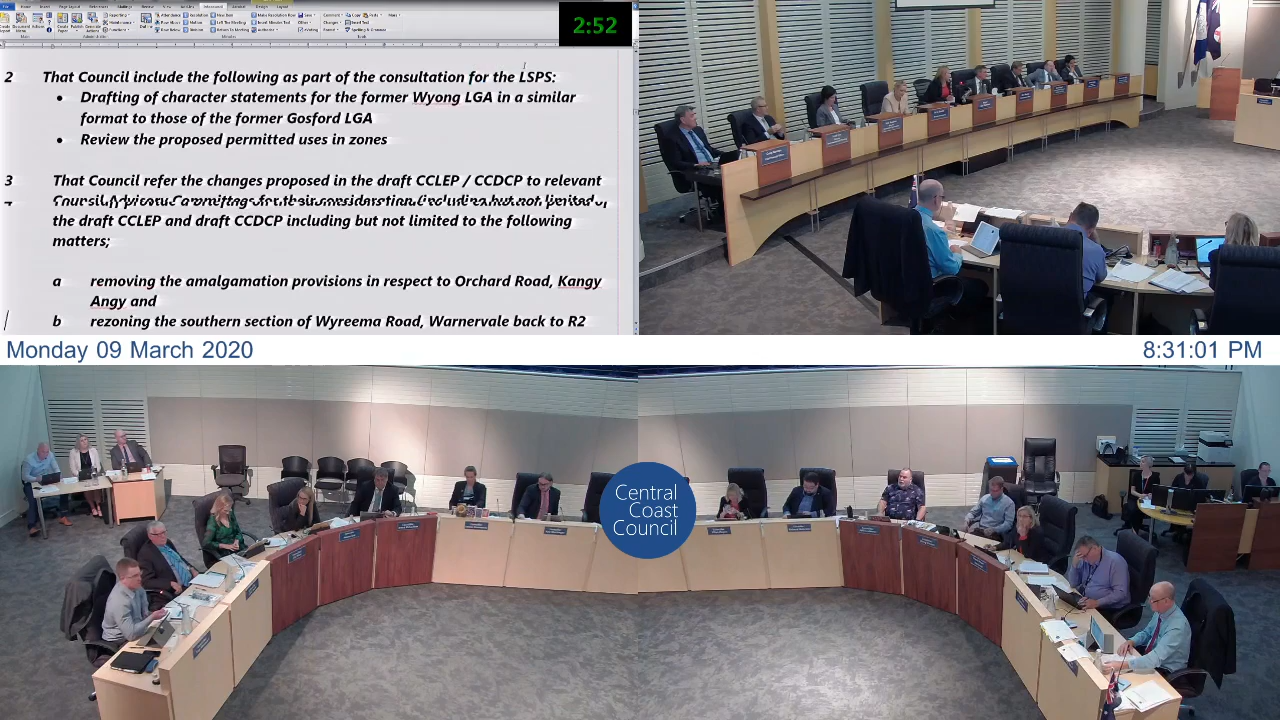 2:52
2 That Council include the following as part of the consultation for the LSPS:
• Drafting of character statements for the former Wyong LGA in a similar
format to those of the former Gosford LGA
• Review the proposed permitted uses in zones
3 That Council refer the changes proposed in the draft CCLEP / CCDCP to relevant
the draft CCLEP and draft CCDCP including but not limited to the following
matters;
a removing the amalgamation provisions in respect to Orchard Road, Kangy
Angy and
b rezoning the southern section of Wyreema Road, Warnervale back to R2
Monday 09 March 2020
8:31:01 PM
Central
Coast
Council